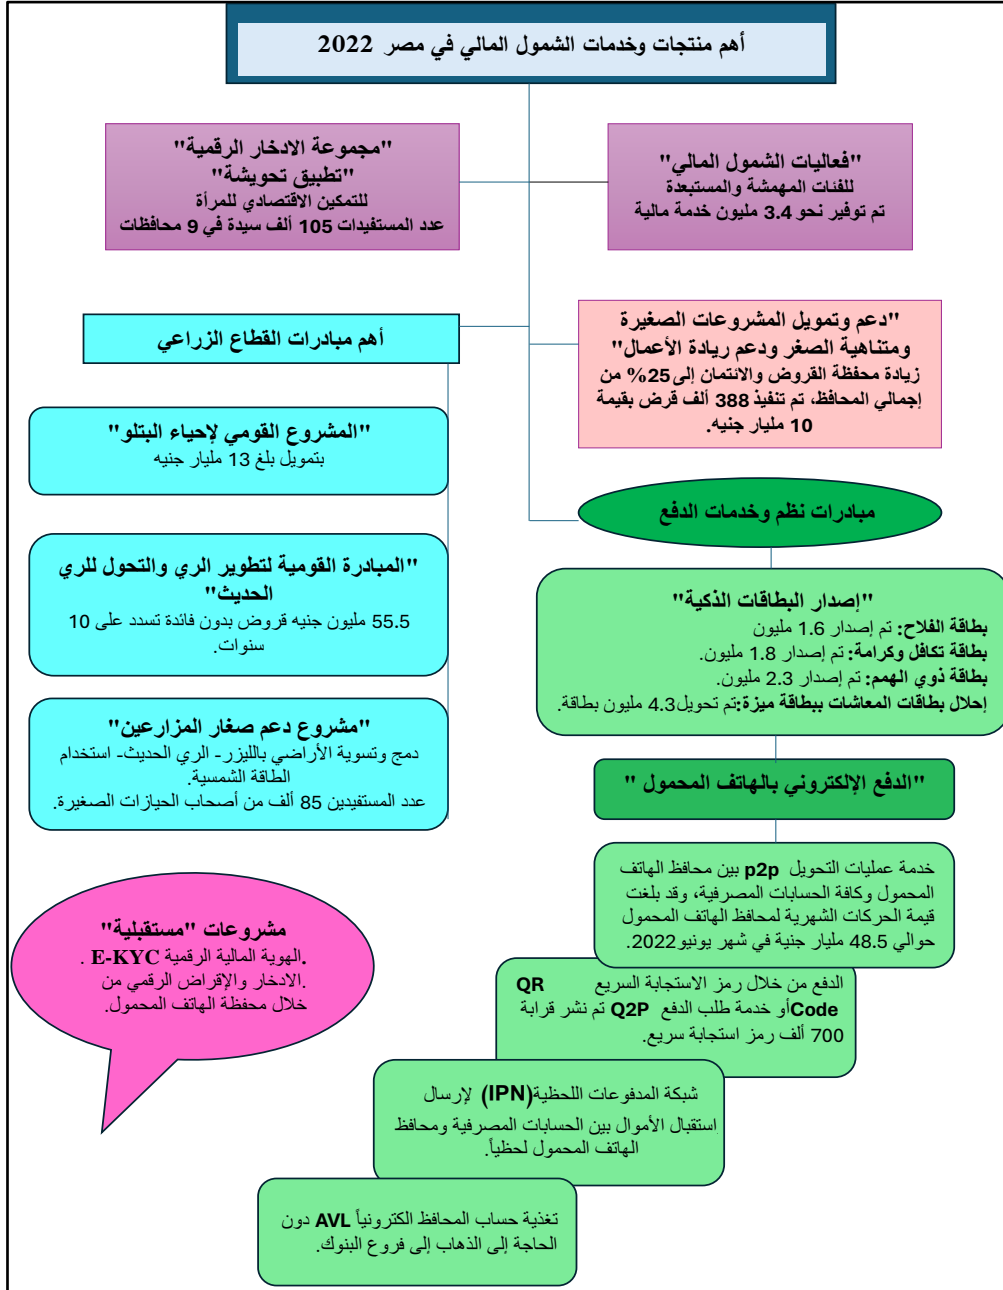 أهم منتجات وخدمات الشمول المالي في مصر 2022
"فعاليات الشمول المالي"
للفئات المهمشة والمستبعدة
تم توفير نحو 3.4 مليون خدمة مالية
"مجموعة الادخار الرقمية"
"تطبيق تحويشة"
للتمكين الاقتصادي للمرأة
عدد المستفيدات 105 ألف سيدة في 9 محافظات
"دعم وتمويل المشروعات الصغيرة
ومتناهية الصغر ودعم ريادة الأعمال"
زيادة محفظة القروض والائتمان إلى 25% من
إجمالي المحافظ، تم تنفيذ 388 ألف قرض بقيمة
10 مليار جنيه.
أهم مبادرات القطاع الزراعي
"المشروع القومي لإحياء البتلو"
بتمويل بلغ 13 مليار جنيه
"المبادرة القومية لتطوير الري والتحول للري
الحديث"
55.5 مليون جنيه قروض بدون فائدة تسدد على 10
سنوات.
"مشروع دعم صغار المزارعين"
دمج وتسوية الأراضي بالليزر- الري الحديث- استخدام
الطاقة الشمسية.
عدد المستفيدين 85 ألف من أصحاب الحيازات الصغيرة.
مبادرات نظم وخدمات الدفع
"إصدار البطاقات الذكية"
بطاقة الفلاح: تم إصدار 1.6 مليون
بطاقة تكافل وكرامة: تم إصدار 1.8 مليون.
بطاقة ذوي الهمم: تم إصدار 2.3 مليون.
إحلال بطاقات المعاشات ببطاقة ميزة:تم تحويل4.3 مليون بطاقة.
"الدفع الإلكتروني بالهاتف المحمول "
خدمة عمليات التحويل p2p بين محافظ الهاتف
المحمول وكافة الحسابات المصرفية، وقد بلغت
قيمة الحركات الشهرية لمحافظ الهاتف المحمول
حوالي 48.5 مليار جنية في شهر يونيو2022.
الدفع من خلال رمز الاستجابة السريع QR
Codeأو خدمة طلب الدفع Q2P تم نشر قرابة
700 ألف رمز استجابة سريع.
شبكة المدفوعات اللحظية(IPN) لإرسال
استقبال الأموال بين الحسابات المصرفية ومحافظ
الهاتف المحمول لحظياً.
تغذية حساب المحافظ الكترونياً AVL دون
الحاجة إلى الذهاب إلى فروع البنوك.
مشروعات "مستقبلية"
.الهوية المالية الرقمية E-KYC .
.الادخار والإقراض الرقمي من
خلال محفظة الهاتف المحمول.